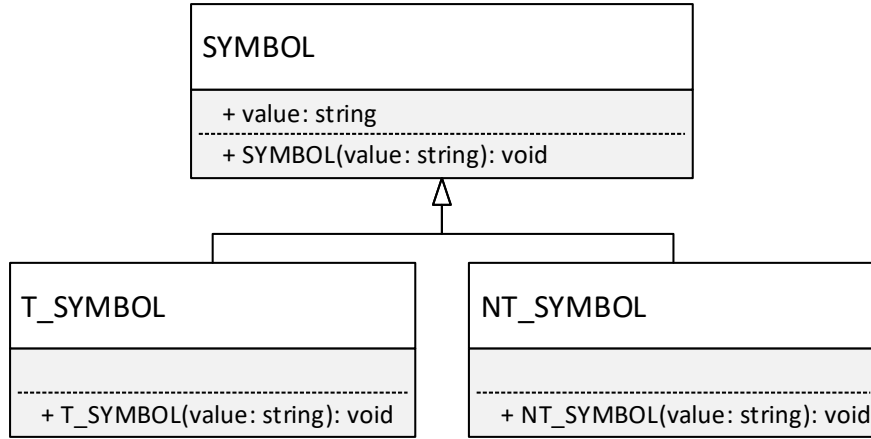 SYMBOL
+ value: string
+ SYMBOL(value: string): void
T_SYMBOL
+ T_SYMBOL(value: string): void
NT_SYMBOL
+ NT_SYMBOL(value: string): void